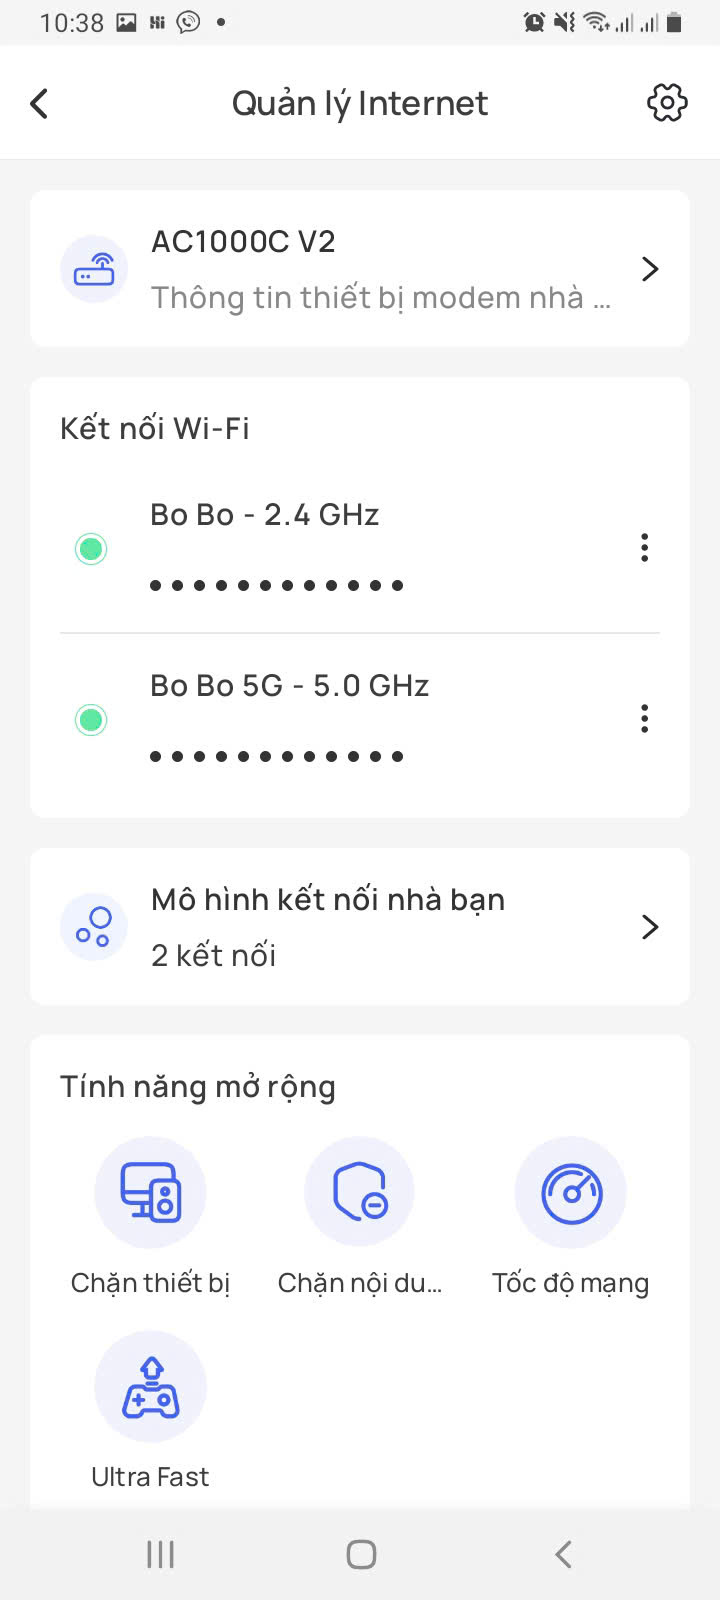 10:38
Quản lý Internet
AC1000C V2
Thông tin thiết bị modem nhà ...
Kết nối Wi-Fi
Bo Bo - 2.4 GHz
••••••••••••
Bo Bo 5G - 5.0 GHz
••••••••••••
Mô hình kết nối nhà bạn
2 kết nối
Tính năng mở rộng
Chặn thiết bị
Chặn nội du...
Tốc độ mạng
Ultra Fast